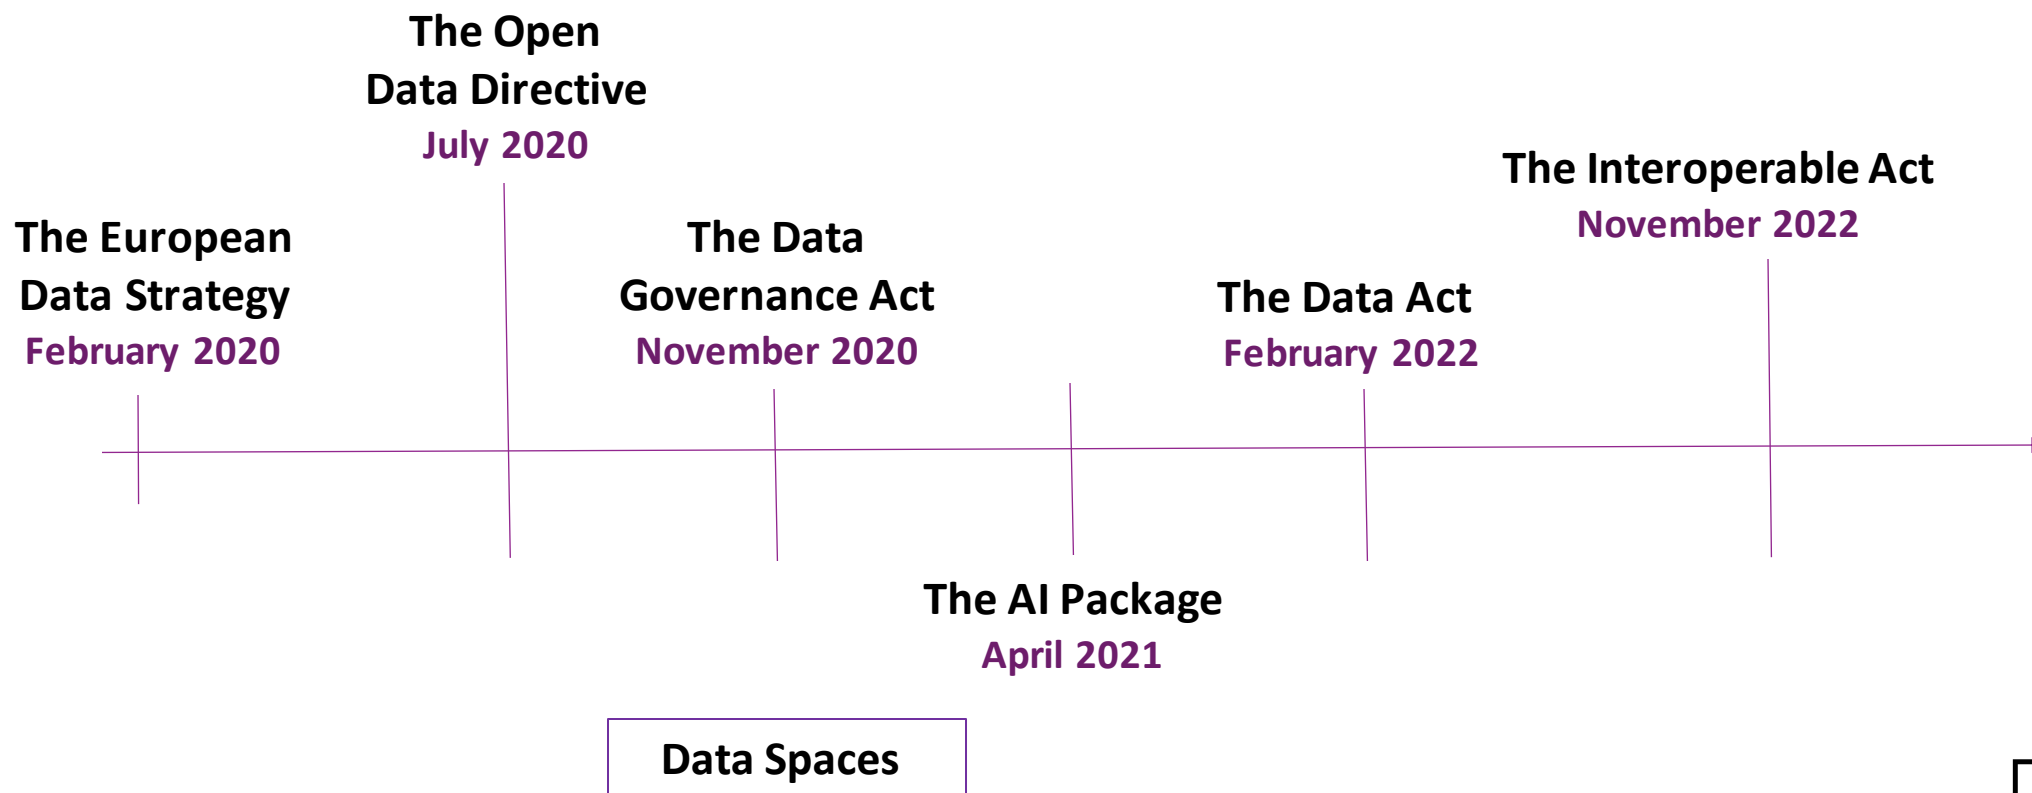 The Open
Data Directive
July 2020
The Interoperable Act
November 2022
The European
Data Strategy
February 2020
The Data
Governance Act
November 2020
The Data Act
February 2022
The AI Package
April 2021
Data Spaces